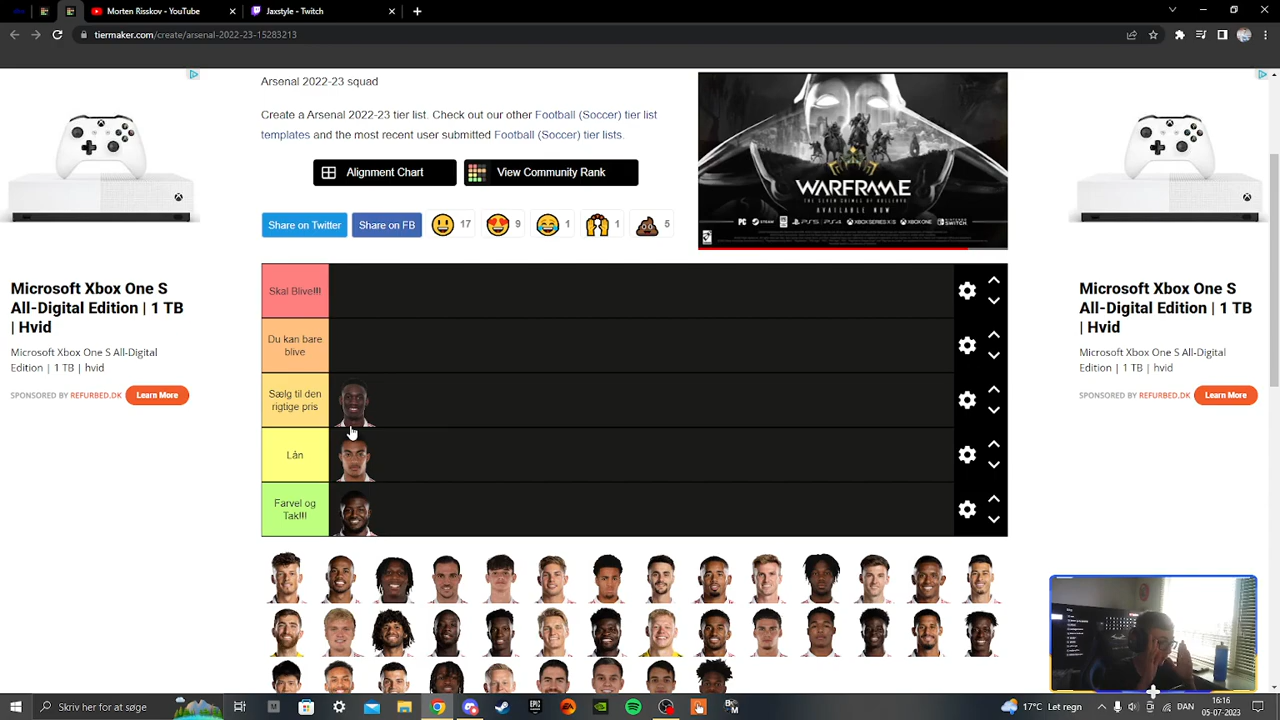 Morten Risskov - YouTube
Jaxstyle - Twitch
tiermaker.com/create/arsenal-2022-23-15283213
Arsenal 2022-23 squad
Create a Arsenal 2022-23 tier list. Check out our other Football (Soccer) tier list
templates and the most recent user submitted Football (Soccer) tier lists.
Alignment Chart
View Community Rank
Share on Twitter
Share on FB
17
9
1
1
5
WARFRAME
AVAILABLE NOW
PC
STEAM
XBOX ONE
Microsoft Xbox One S
All-Digital Edition | 1 TB
| Hvid
Microsoft Xbox One S All-Digital
Edition | 1 TB | hvid
SPONSORED BY REFURBED.DK
Learn More
Skal Blive!!!
Du kan bare
blive
Sælg til den
rigtige pris
Lån
Farvel og
Tak!!!
Microsoft Xbox One S
All-Digital Edition | 1 TB
| Hvid
Microsoft Xbox One S All-Digital
Edition | 1 TB | hvid
SPONSORED BY REFURBED.DK
Learn More
Skriv her for at søge
EPIC
17°C Let regn
DAN
16:16
05-07-2023